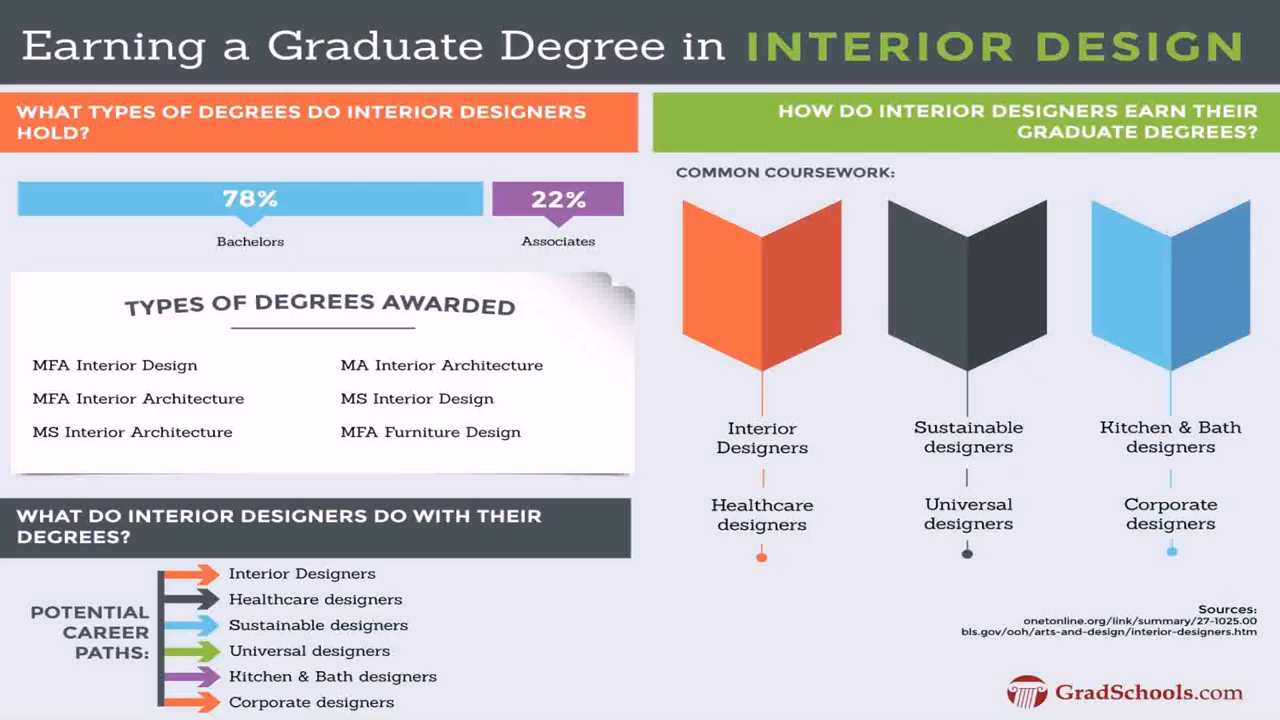 Earning a Graduate Degree in INTERIOR DESIGN
WHAT TYPES OF DEGREES DO INTERIOR DESIGNERS
HOLD?
78%
22%
Bachelors
Associates
TYPES OF DEGREES AWARDED
MFA Interior Design
MFA Interior Architecture
MS Interior Architecture
MA Interior Architecture
MS Interior Design
MFA Furniture Design
WHAT DO INTERIOR DESIGNERS DO WITH THEIR
DEGREES?
POTENTIAL
CAREER
PATHS:
Interior Designers
Healthcare designers
Sustainable designers
Universal designers
Kitchen & Bath designers
Corporate designers
HOW DO INTERIOR DESIGNERS EARN THEIR
GRADUATE DEGREES?
COMMON COURSEWORK:
Interior
Designers
Healthcare
designers
Sustainable
designers
Universal
designers
Kitchen & Bath
designers
Corporate
designers
Sources:
onetonline.org/link/summary/27-1025.00
bls.gov/ooh/arts-and-design/interior-designers.htm
GradSchools.com